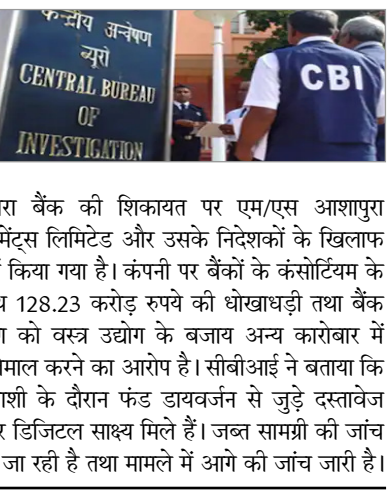 केन्द्रीय अन्वेषण
ब्यूरो
CENTRAL BUREAU
OF
INVESTIGATION
CBI
रा बैंक की शिकायत पर एम/एस आशापुरा
मेंट्स लिमिटेड और उसके निदेशकों के खिलाफ
किया गया है। कंपनी पर बैंकों के कंसोर्टियम के
128.23 करोड़ रुपये की धोखाधड़ी तथा बैंक
को वस्त्र उद्योग के बजाय अन्य कारोबार में
माल करने का आरोप है। सीबीआई ने बताया कि
शी के दौरान फंड डायवर्जन से जुड़े दस्तावेज
डिजिटल साक्ष्य मिले हैं। जब्त सामग्री की जांच
जा रही है तथा मामले में आगे की जांच जारी है।